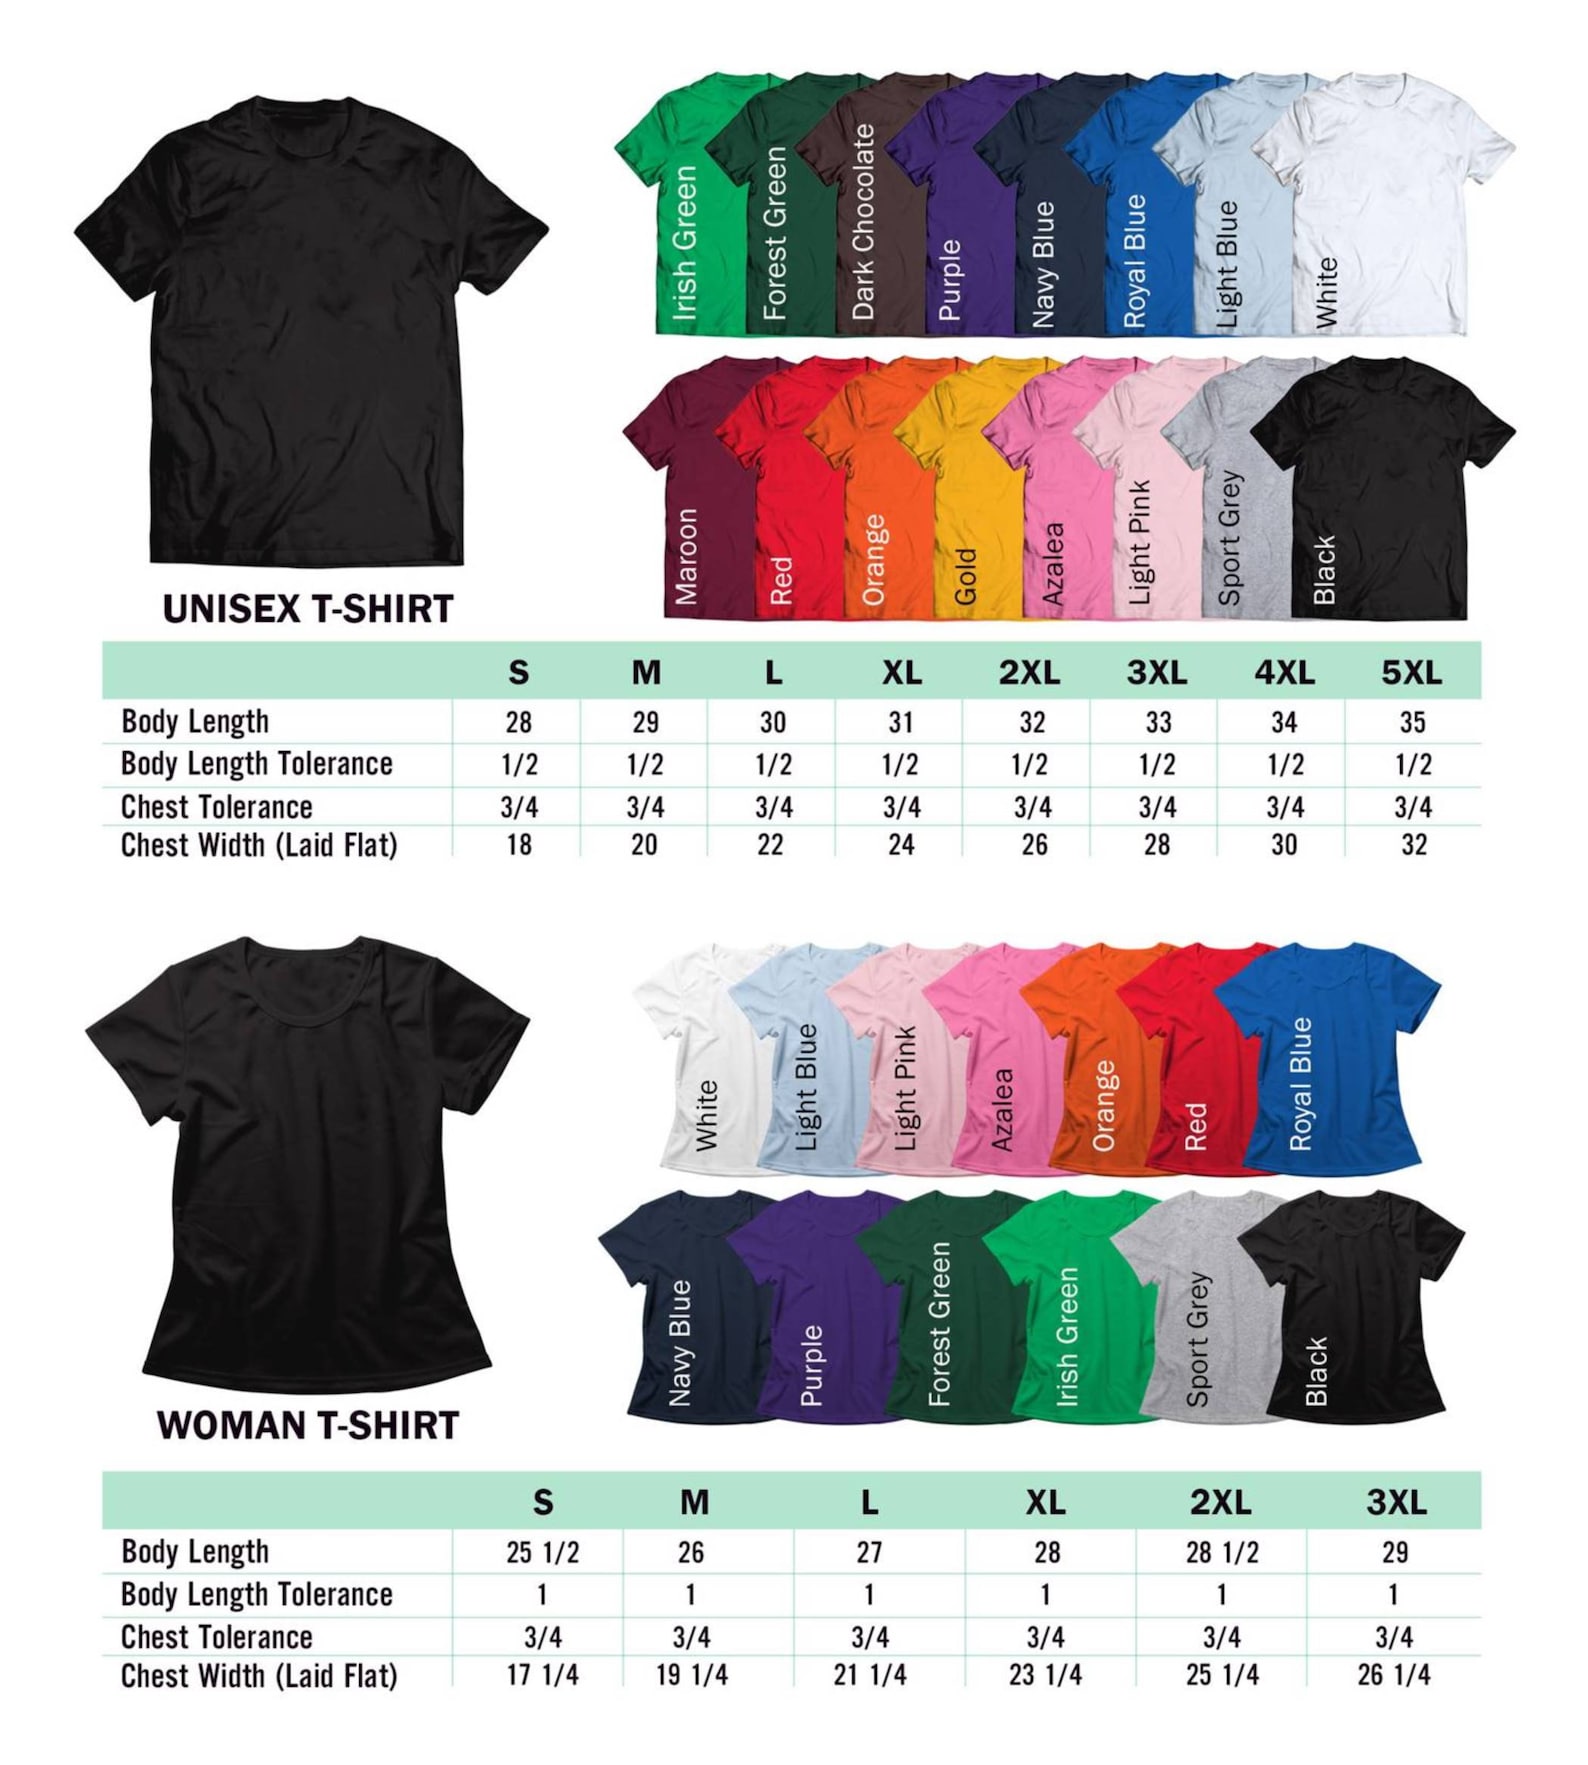 Irish Green
Forest Green
Dark Chocolate
Purple
Navy Blue
Royal Blue
Light Blue
White
Maroon
Red
Orange
Gold
Azalea
Light Pink
Sport Grey
Black
UNISEX T-SHIRT
S M L XL 2XL 3XL 4XL 5XL
Body Length 28 29 30 31 32 33 34 35
Body Length Tolerance 1/2 1/2 1/2 1/2 1/2 1/2 1/2 1/2
Chest Tolerance 3/4 3/4 3/4 3/4 3/4 3/4 3/4 3/4
Chest Width (Laid Flat) 18 20 22 24 26 28 30 32
White
Light Blue
Light Pink
Azalea
Orange
Red
Royal Blue
Navy Blue
Purple
Forest Green
Irish Green
Sport Grey
Black
WOMAN T-SHIRT
S M L XL 2XL 3XL
Body Length 25 1/2 26 27 28 28 1/2 29
Body Length Tolerance 1 1 1 1 1 1
Chest Tolerance 3/4 3/4 3/4 3/4 3/4 3/4
Chest Width (Laid Flat) 17 1/4 19 1/4 21 1/4 23 1/4 25 1/4 26 1/4